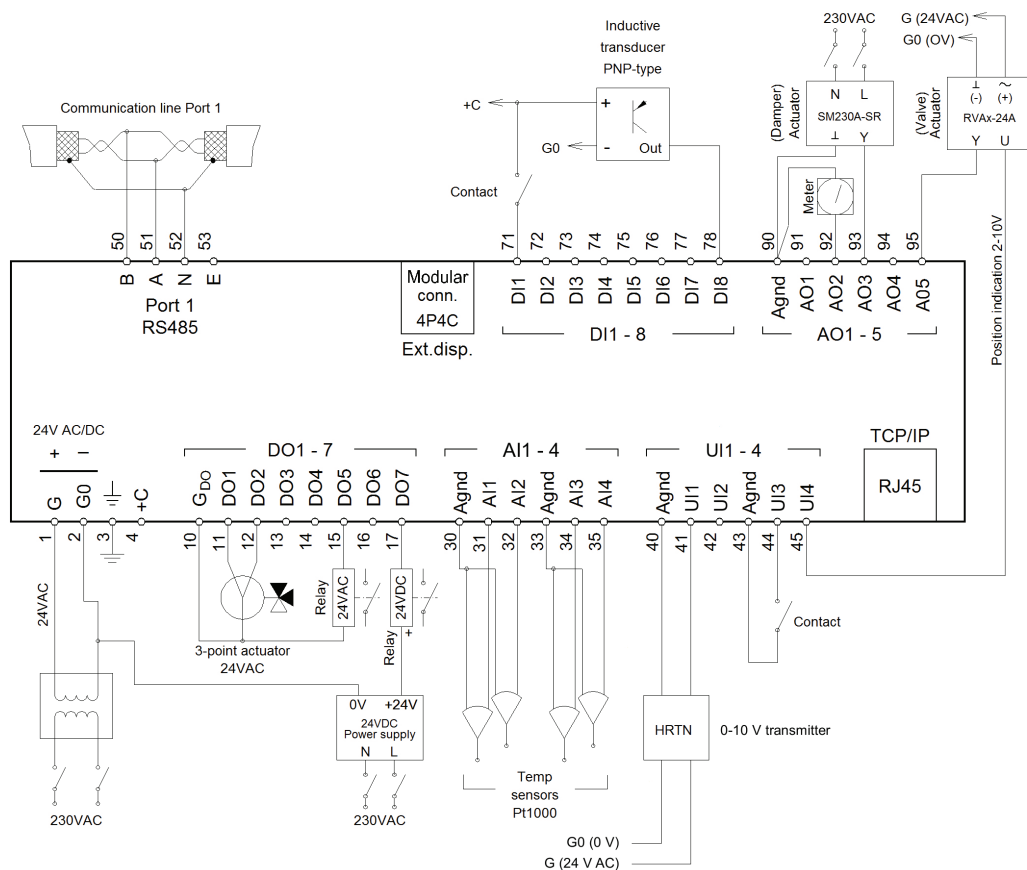 230VAC
G (24VAC)
G0 (OV)
Inductive
transducer
PNP-type
+C
+
G0
-
Out
Contact
N L
SM230A-SR
⊥ Y
(Damper)
Actuator
Meter
⊥ ~
(-) (+)
RVAx-24A
Y U
(Valve)
Actuator
Position indication 2-10V
Communication line Port 1
50 51 52 53
71 72 73 74 75 76 77 78
90 91 92 93 94 95
B A N E
Port 1
RS485
Modular
conn.
4P4C
Ext.disp.
DI1 DI2 DI3 DI4 DI5 DI6 DI7 DI8
DI1 - 8
Agnd AO1 AO2 AO3 AO4 A05
AO1 - 5
24V AC/DC
+ −
G G0 +C
DO1 - 7
GDO DO1 DO2 DO3 DO4 DO5 DO6 DO7
AI1 - 4
Agnd AI1 AI2 Agnd AI3 AI4
UI1 - 4
Agnd UI1 UI2 Agnd UI3 UI4
TCP/IP
RJ45
1 2 3 4
10 11 12 13 14 15 16 17
30 31 32 33 34 35
40 41 42 43 44 45
24VAC
230VAC
3-point actuator
24VAC
Relay
24VAC
Relay
24VDC
+
0V +24V
24VDC
Power supply
N L
230VAC
Temp
sensors
Pt1000
HRTN
0-10 V transmitter
G0 (0 V)
G (24 V AC)
Contact